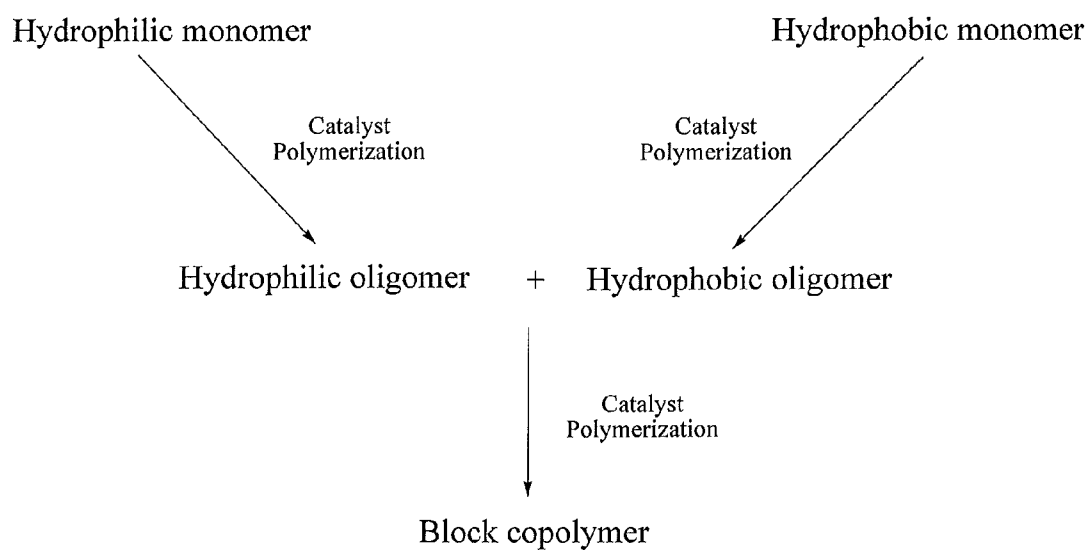 Hydrophilic monomer
Hydrophobic monomer
Catalyst
Polymerization
Catalyst
Polymerization
Hydrophilic oligomer + Hydrophobic oligomer
Catalyst
Polymerization
Block copolymer